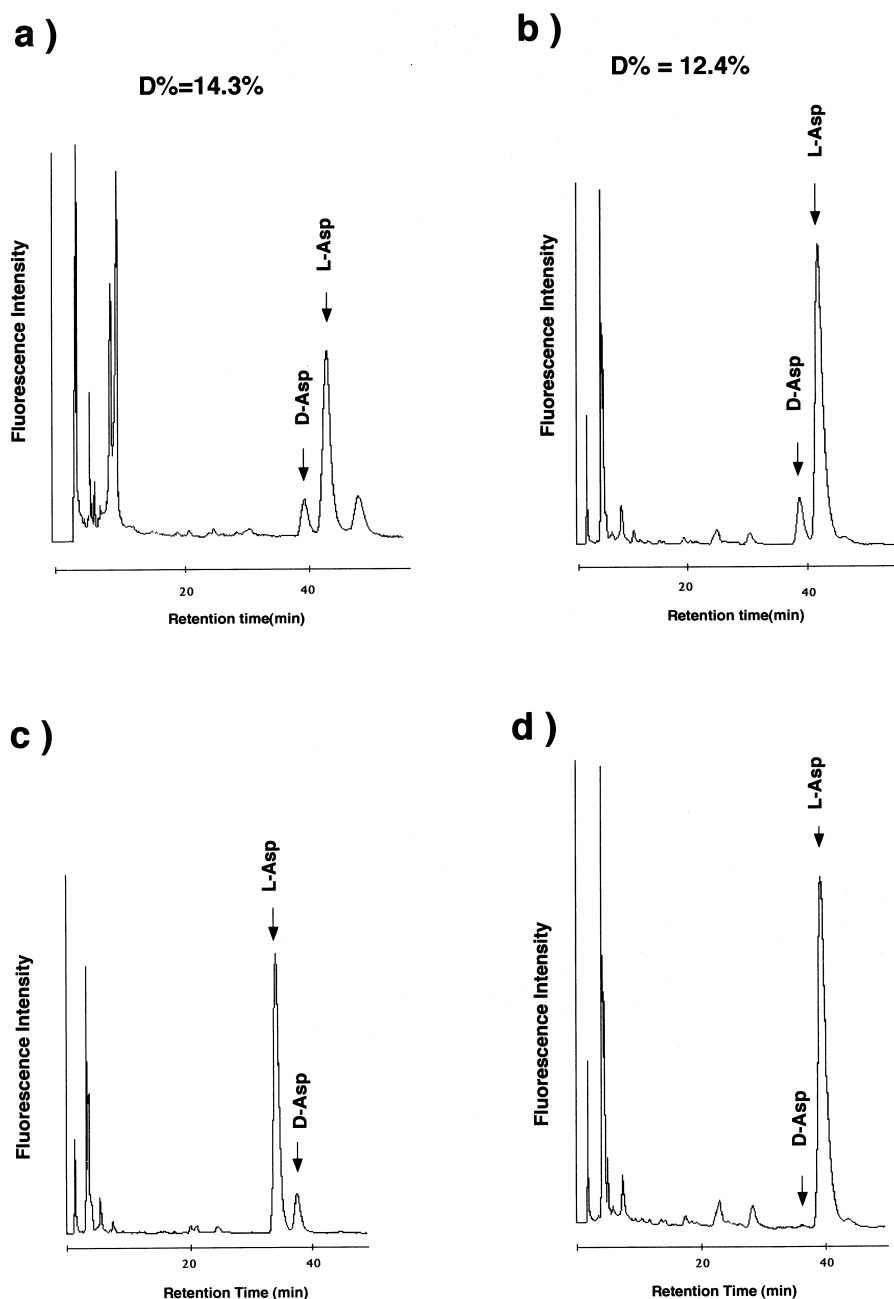 a )
D%=14.3%
L-Asp
D-Asp
Fluorescence Intensity
20
40
Retention time(min)
b )
D% = 12.4%
L-Asp
D-Asp
Fluorescence Intensity
20
40
Retention time(min)
c )
L-Asp
D-Asp
Fluorescence Intensity
20
40
Retention Time (min)
d )
L-Asp
D-Asp
Fluorescence Intensity
20
40
Retention Time (min)